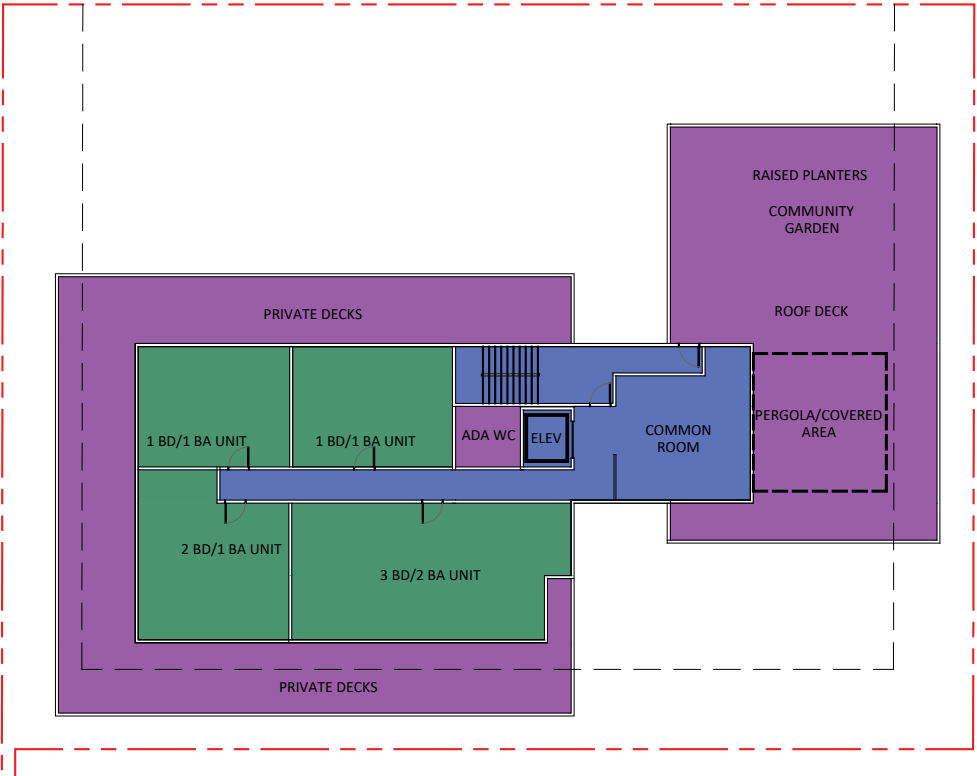 RAISED PLANTERS
COMMUNITY
GARDEN
ROOF DECK
PRIVATE DECKS
1 BD/1 BA UNIT
1 BD/1 BA UNIT
ADA WC
ELEV
COMMON
ROOM
PERGOLA/COVERED
AREA
2 BD/1 BA UNIT
3 BD/2 BA UNIT
PRIVATE DECKS